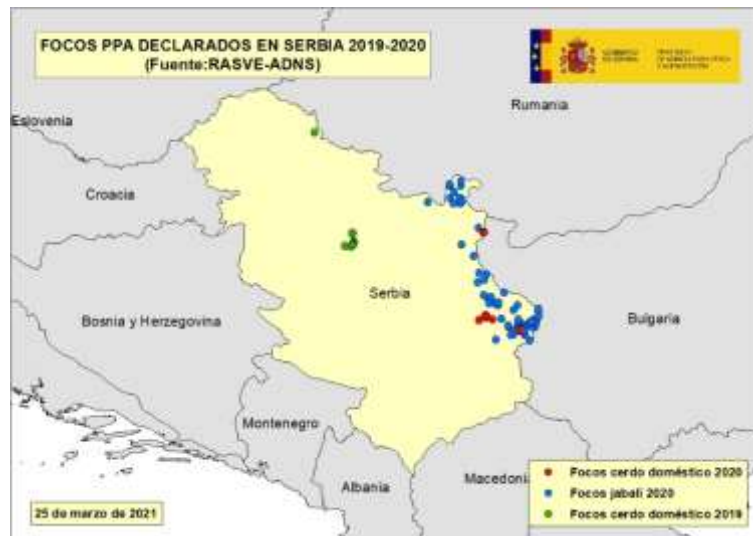 FOCOS PPA DECLARADOS EN SERBIA 2019-2020
(Fuente:RASVE-ADNS)
Rumania
Eslovenia
Croacia
Serbia
Bosnia y Herzegovina
Bulgaria
Montenegro
Macedonia
Albania
Focos cerdo doméstico 2020
Focos jabalí 2020
Focos cerdo doméstico 2019
25 de marzo de 2021